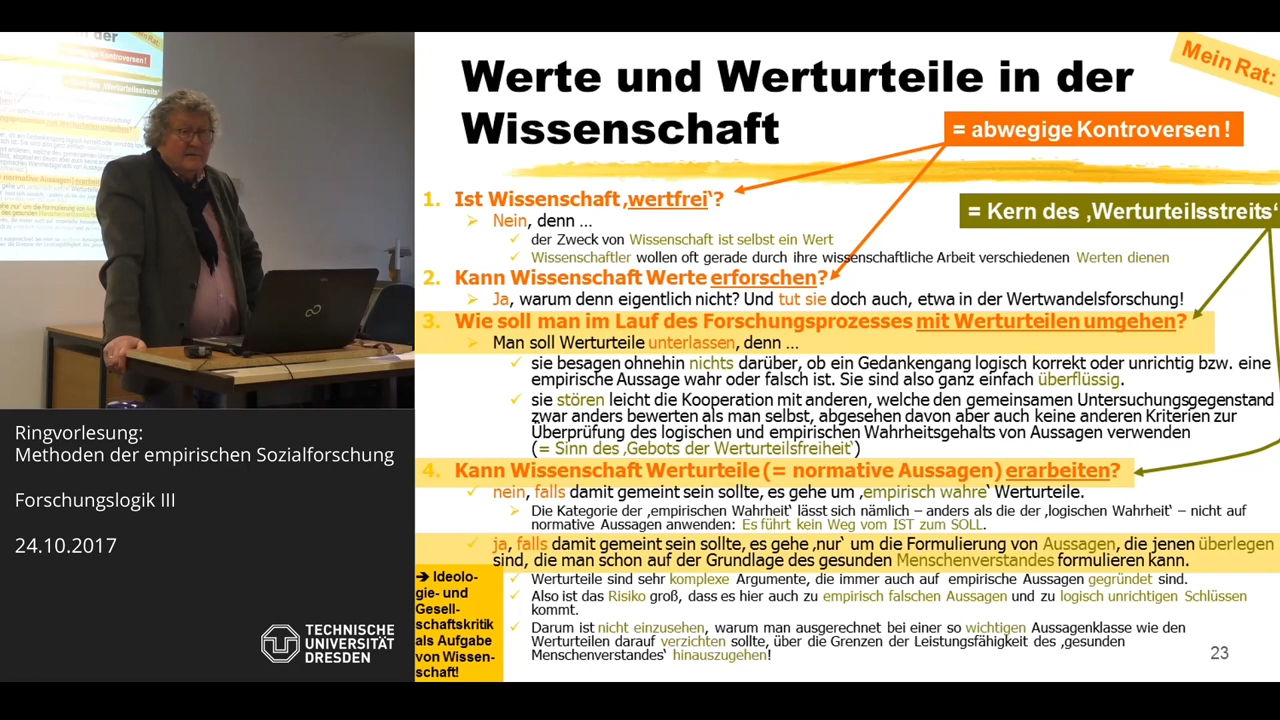 Werte und Werturteile in der
Wissenschaft
Mein Rat:
= abwegige Kontroversen !
= Kern des ‚Werturteilsstreits‘
1. Ist Wissenschaft ‚wertfrei‘?
Nein, denn …
der Zweck von Wissenschaft ist selbst ein Wert
Wissenschaftler wollen oft gerade durch ihre wissenschaftliche Arbeit verschiedenen Werten dienen
2. Kann Wissenschaft Werte erforschen?
Ja, warum denn eigentlich nicht? Und tut sie doch auch, etwa in der Wertwandelsforschung!
3. Wie soll man im Lauf des Forschungsprozesses mit Werturteilen umgehen?
Man soll Werturteile unterlassen, denn …
sie besagen ohnehin nichts darüber, ob ein Gedankengang logisch korrekt oder unrichtig bzw. eine
empirische Aussage wahr oder falsch ist. Sie sind also ganz einfach überflüssig.
sie stören leicht die Kooperation mit anderen, welche den gemeinsamen Untersuchungsgegenstand
zwar anders bewerten als man selbst, abgesehen davon aber auch keine anderen Kriterien zur
Überprüfung des logischen und empirischen Wahrheitsgehalts von Aussagen verwenden
(= Sinn des ‚Gebots der Werturteilsfreiheit‘)
4. Kann Wissenschaft Werturteile (= normative Aussagen) erarbeiten?
nein, falls damit gemeint sein sollte, es gehe um ‚empirisch wahre‘ Werturteile.
Die Kategorie der ‚empirischen Wahrheit‘ lässt sich nämlich – anders als die der ‚logischen Wahrheit‘ – nicht auf
normative Aussagen anwenden: Es führt kein Weg vom IST zum SOLL.
ja, falls damit gemeint sein sollte, es gehe ‚nur‘ um die Formulierung von Aussagen, die jenen überlegen
sind, die man schon auf der Grundlage des gesunden Menschenverstandes formulieren kann.
Werturteile sind sehr komplexe Argumente, die immer auch auf empirische Aussagen gegründet sind.
Also ist das Risiko groß, dass es hier auch zu empirisch falschen Aussagen und zu logisch unrichtigen Schlüssen
kommt.
Darum ist nicht einzusehen, warum man ausgerechnet bei einer so wichtigen Aussagenklasse wie den
Werturteilen darauf verzichten sollte, über die Grenzen der Leistungsfähigkeit des ‚gesunden
Menschenverstandes‘ hinauszugehen!
➔ Ideolo-
gie- und
Gesell-
schaftskritik
als Aufgabe
von Wissen-
schaft!
23
Ringvorlesung:
Methoden der empirischen Sozialforschung
Forschungslogik III
24.10.2017
TECHNISCHE
UNIVERSITÄT
DRESDEN